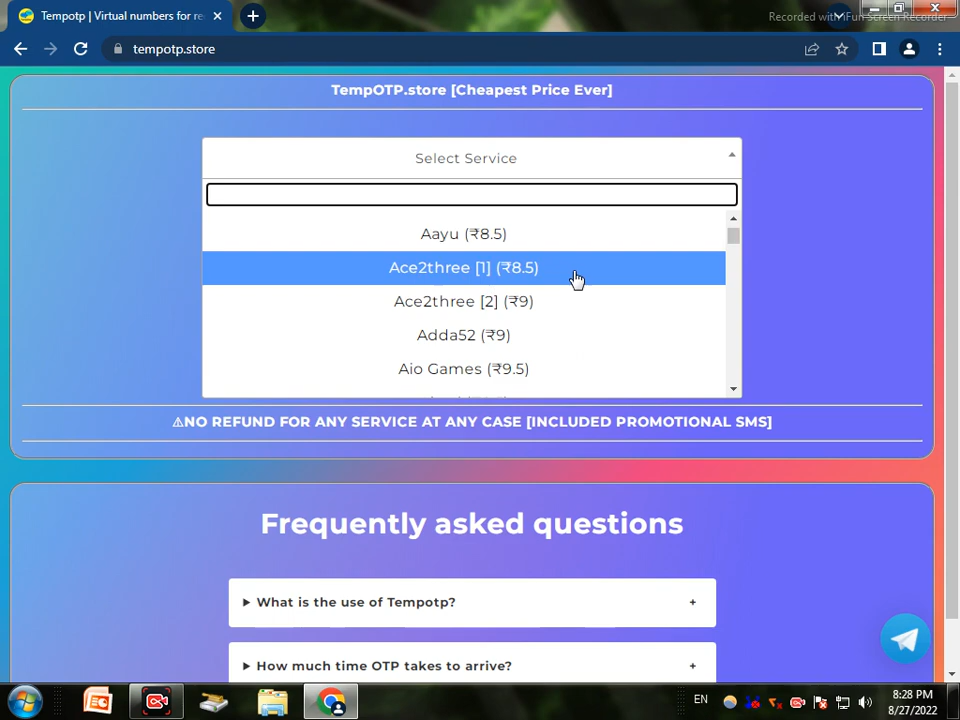 Tempotp | Virtual numbers for re
Recorded with iFun Screen Recorder
tempotp.store
TempOTP.store [Cheapest Price Ever]
Select Service
Aayu (₹8.5)
Ace2three [1] (₹8.5)
Ace2three [2] (₹9)
Adda52 (₹9)
Aio Games (₹9.5)
⚠NO REFUND FOR ANY SERVICE AT ANY CASE [INCLUDED PROMOTIONAL SMS]
Frequently asked questions
▶ What is the use of Tempotp? +
▶ How much time OTP takes to arrive? +
EN
8:28 PM
8/27/2022